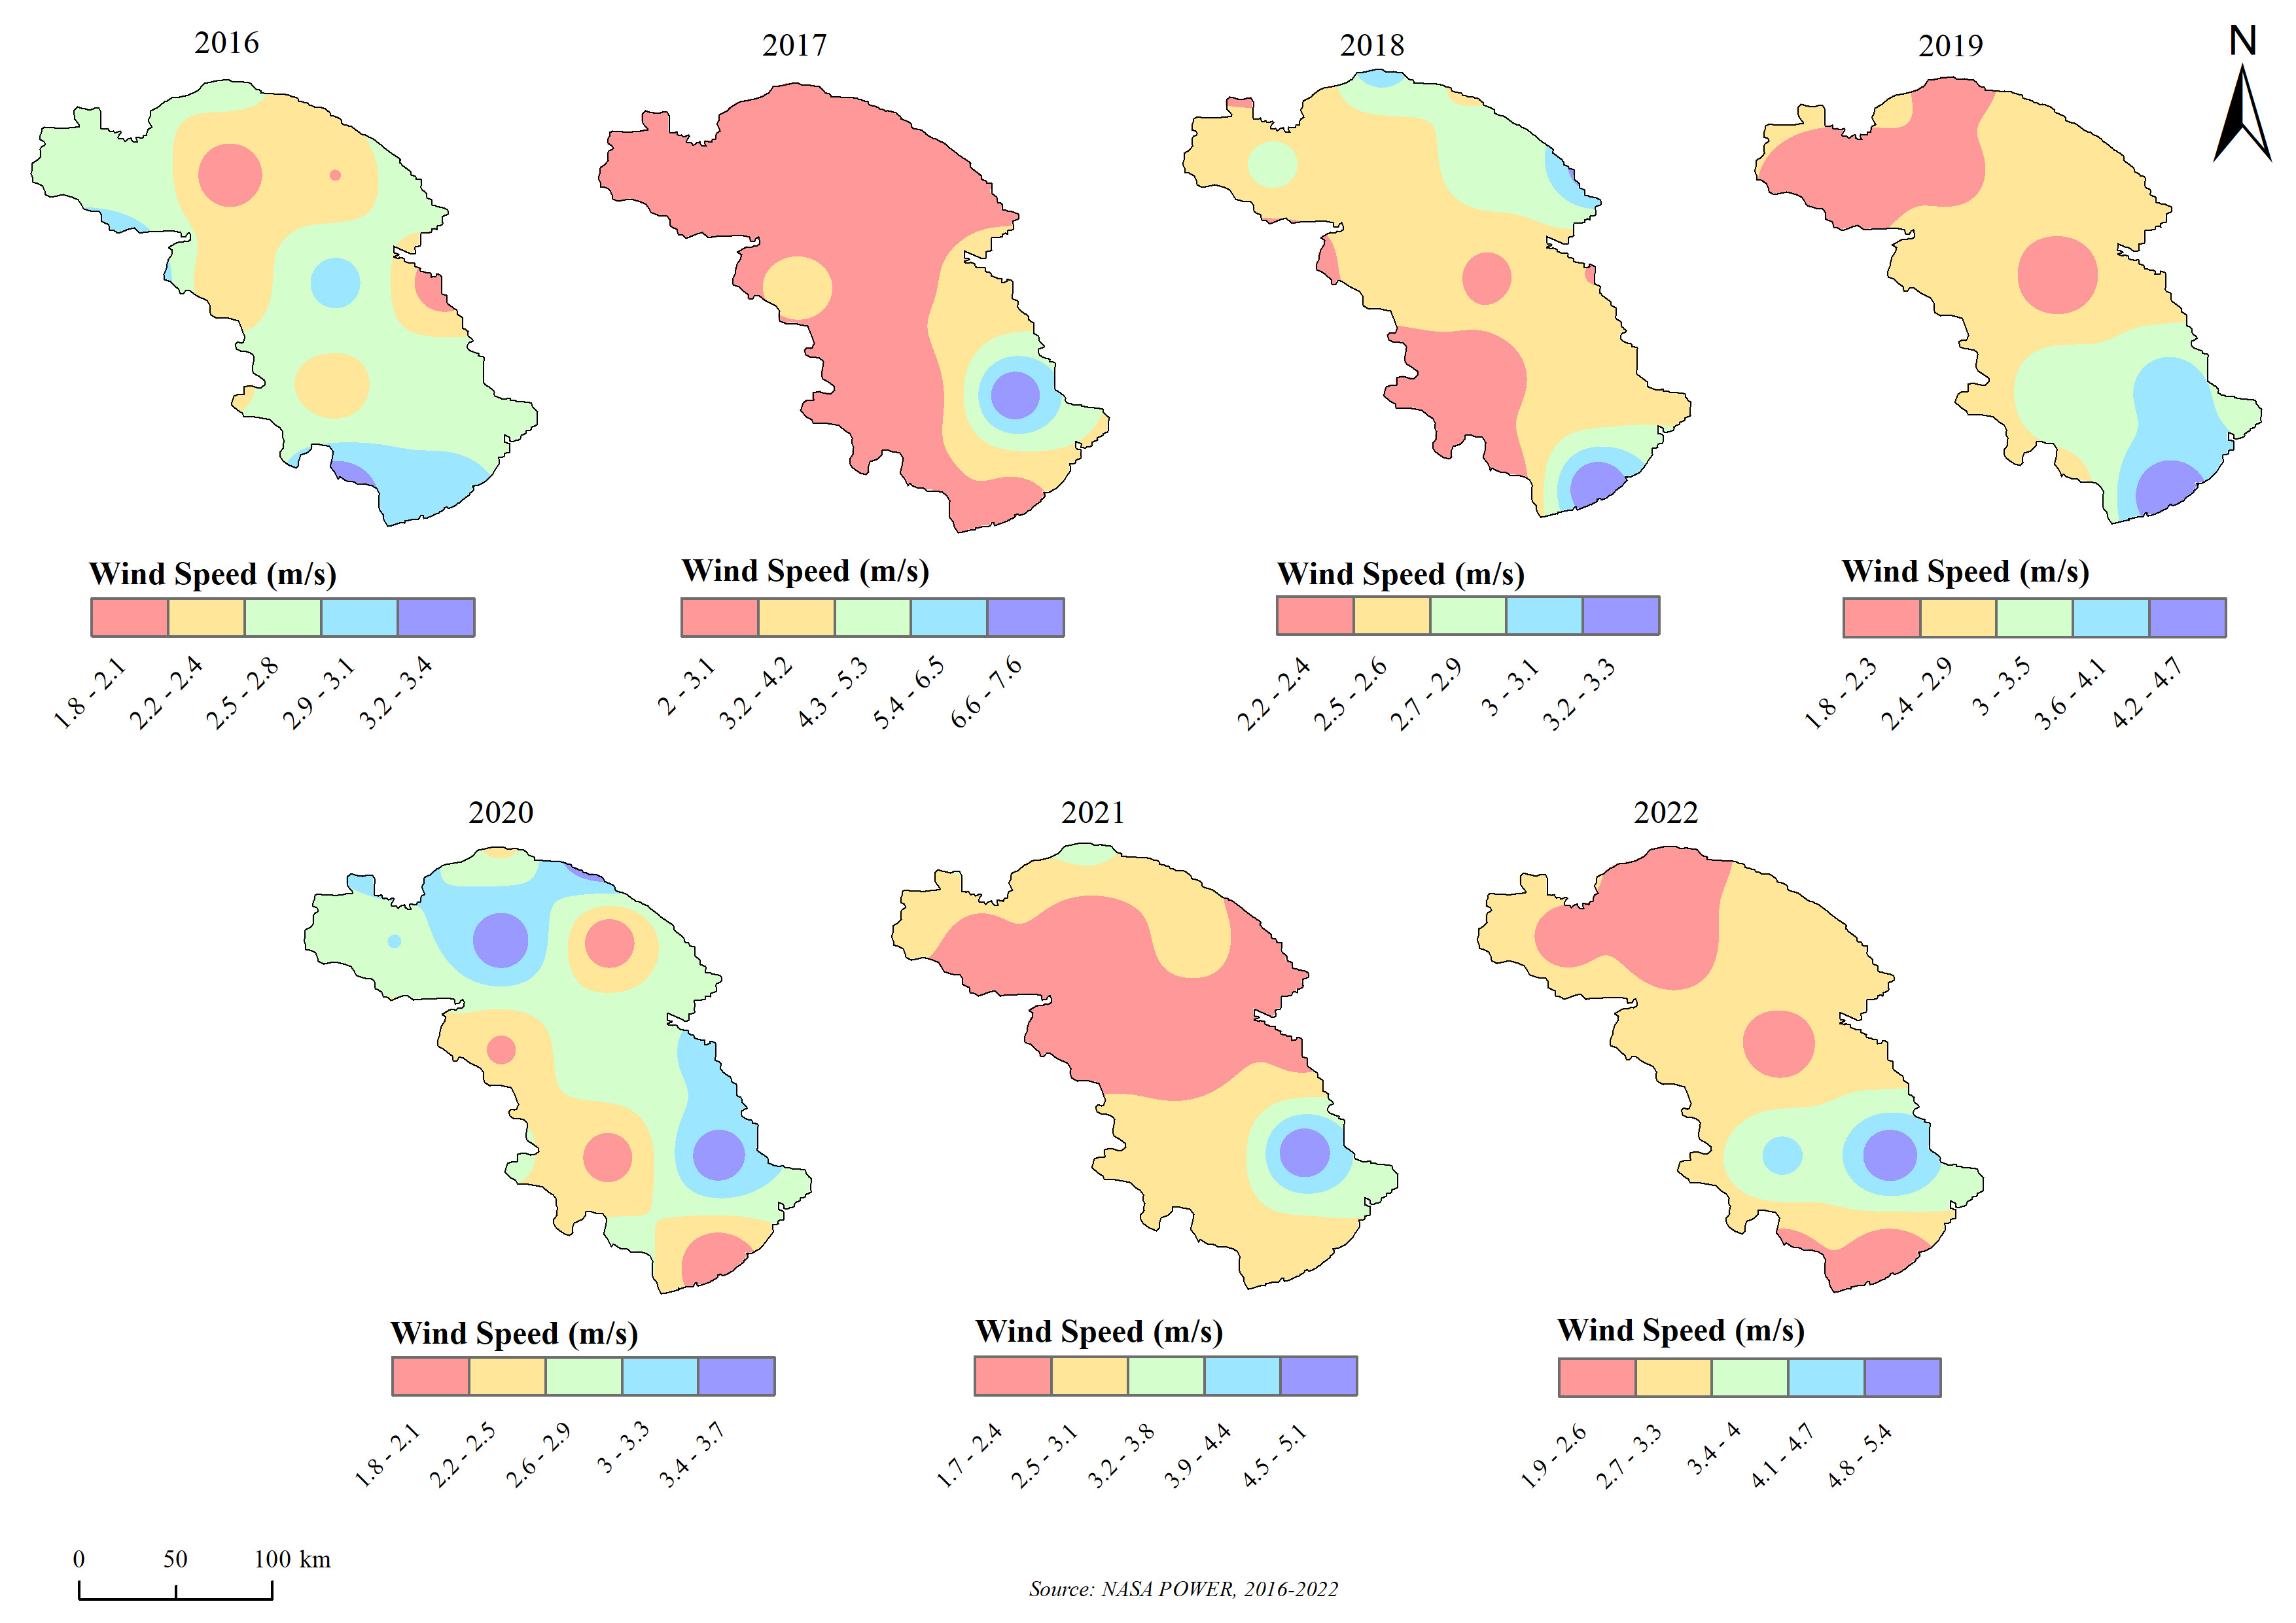 2016
2017
2018
2019
N
Wind Speed (m/s)
1.8 - 2.1
2.2 - 2.4
2.5 - 2.8
2.9 - 3.1
3.2 - 3.4
Wind Speed (m/s)
2 - 3.1
3.2 - 4.2
4.3 - 5.3
5.4 - 6.5
6.6 - 7.6
Wind Speed (m/s)
2.2 - 2.4
2.5 - 2.6
2.7 - 2.9
3 - 3.1
3.2 - 3.3
Wind Speed (m/s)
1.8 - 2.3
2.4 - 2.9
3 - 3.5
3.6 - 4.1
4.2 - 4.7
2020
2021
2022
Wind Speed (m/s)
1.8 - 2.1
2.2 - 2.5
2.6 - 2.9
3 - 3.3
3.4 - 3.7
Wind Speed (m/s)
1.7 - 2.4
2.5 - 3.1
3.2 - 3.8
3.9 - 4.4
4.5 - 5.1
Wind Speed (m/s)
1.9 - 2.6
2.7 - 3.3
3.4 - 4
4.1 - 4.7
4.8 - 5.4
0 50 100 km
Source: NASA POWER, 2016-2022